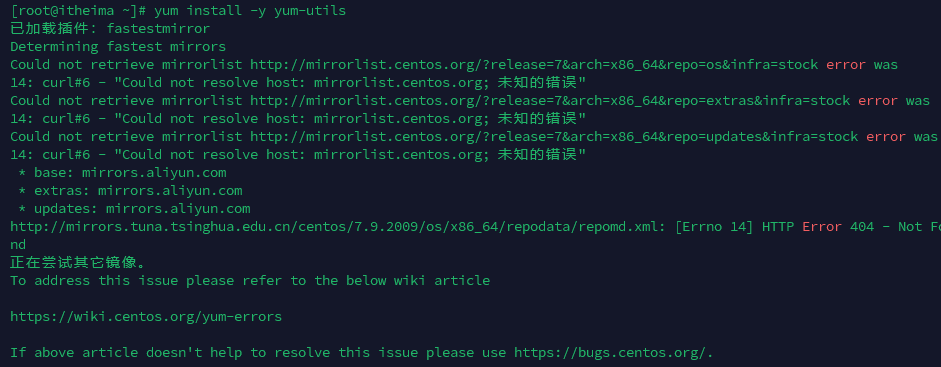 [root@itheima ~]# yum install -y yum-utils
已加载插件: fastestmirror
Determining fastest mirrors
Could not retrieve mirrorlist http://mirrorlist.centos.org/?release=7&arch=x86_64&repo=os&infra=stock error was
14: curl#6 - "Could not resolve host: mirrorlist.centos.org; 未知的错误"
Could not retrieve mirrorlist http://mirrorlist.centos.org/?release=7&arch=x86_64&repo=extras&infra=stock error was
14: curl#6 - "Could not resolve host: mirrorlist.centos.org; 未知的错误"
Could not retrieve mirrorlist http://mirrorlist.centos.org/?release=7&arch=x86_64&repo=updates&infra=stock error was
14: curl#6 - "Could not resolve host: mirrorlist.centos.org; 未知的错误"
 * base: mirrors.aliyun.com
 * extras: mirrors.aliyun.com
 * updates: mirrors.aliyun.com
http://mirrors.tuna.tsinghua.edu.cn/centos/7.9.2009/os/x86_64/repodata/repomd.xml: [Errno 14] HTTP Error 404 - Not Fo
nd
正在尝试其它镜像。
To address this issue please refer to the below wiki article
https://wiki.centos.org/yum-errors
If above article doesn't help to resolve this issue please use https://bugs.centos.org/.